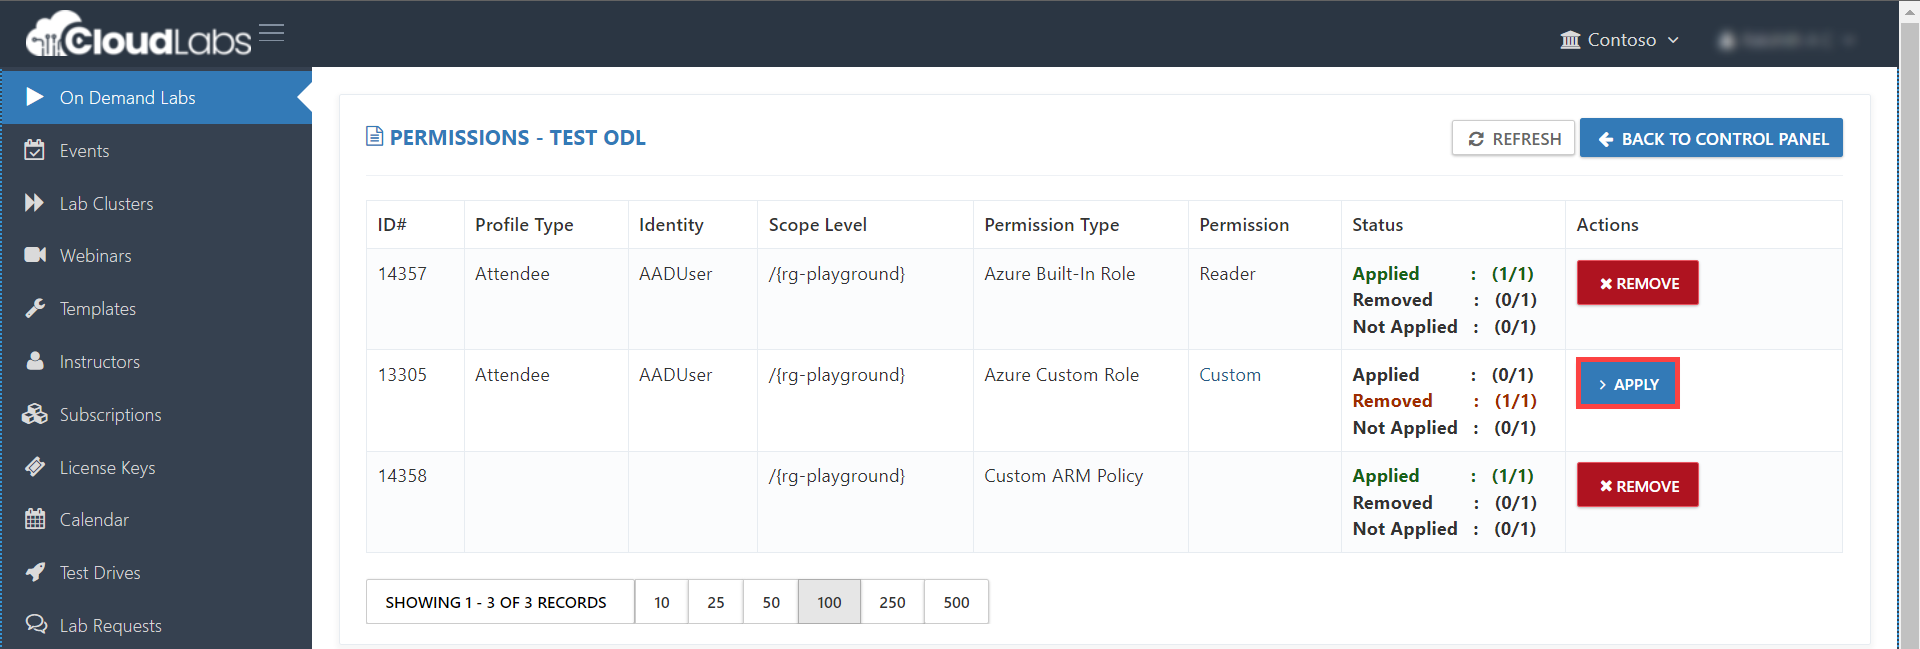 CloudLabs
Contoso
On Demand Labs
Events
Lab Clusters
Webinars
Templates
Instructors
Subscriptions
License Keys
Calendar
Test Drives
Lab Requests
PERMISSIONS - TEST ODL
REFRESH
BACK TO CONTROL PANEL
ID# Profile Type Identity Scope Level Permission Type Permission Status Actions
14357 Attendee AADUser /{rg-playground} Azure Built-In Role Reader Applied : (1/1) REMOVE
Removed : (0/1)
Not Applied : (0/1)
13305 Attendee AADUser /{rg-playground} Azure Custom Role Custom Applied : (0/1) APPLY
Removed : (1/1)
Not Applied : (0/1)
14358 /{rg-playground} Custom ARM Policy Applied : (1/1) REMOVE
Removed : (0/1)
Not Applied : (0/1)
SHOWING 1 - 3 OF 3 RECORDS 10 25 50 100 250 500